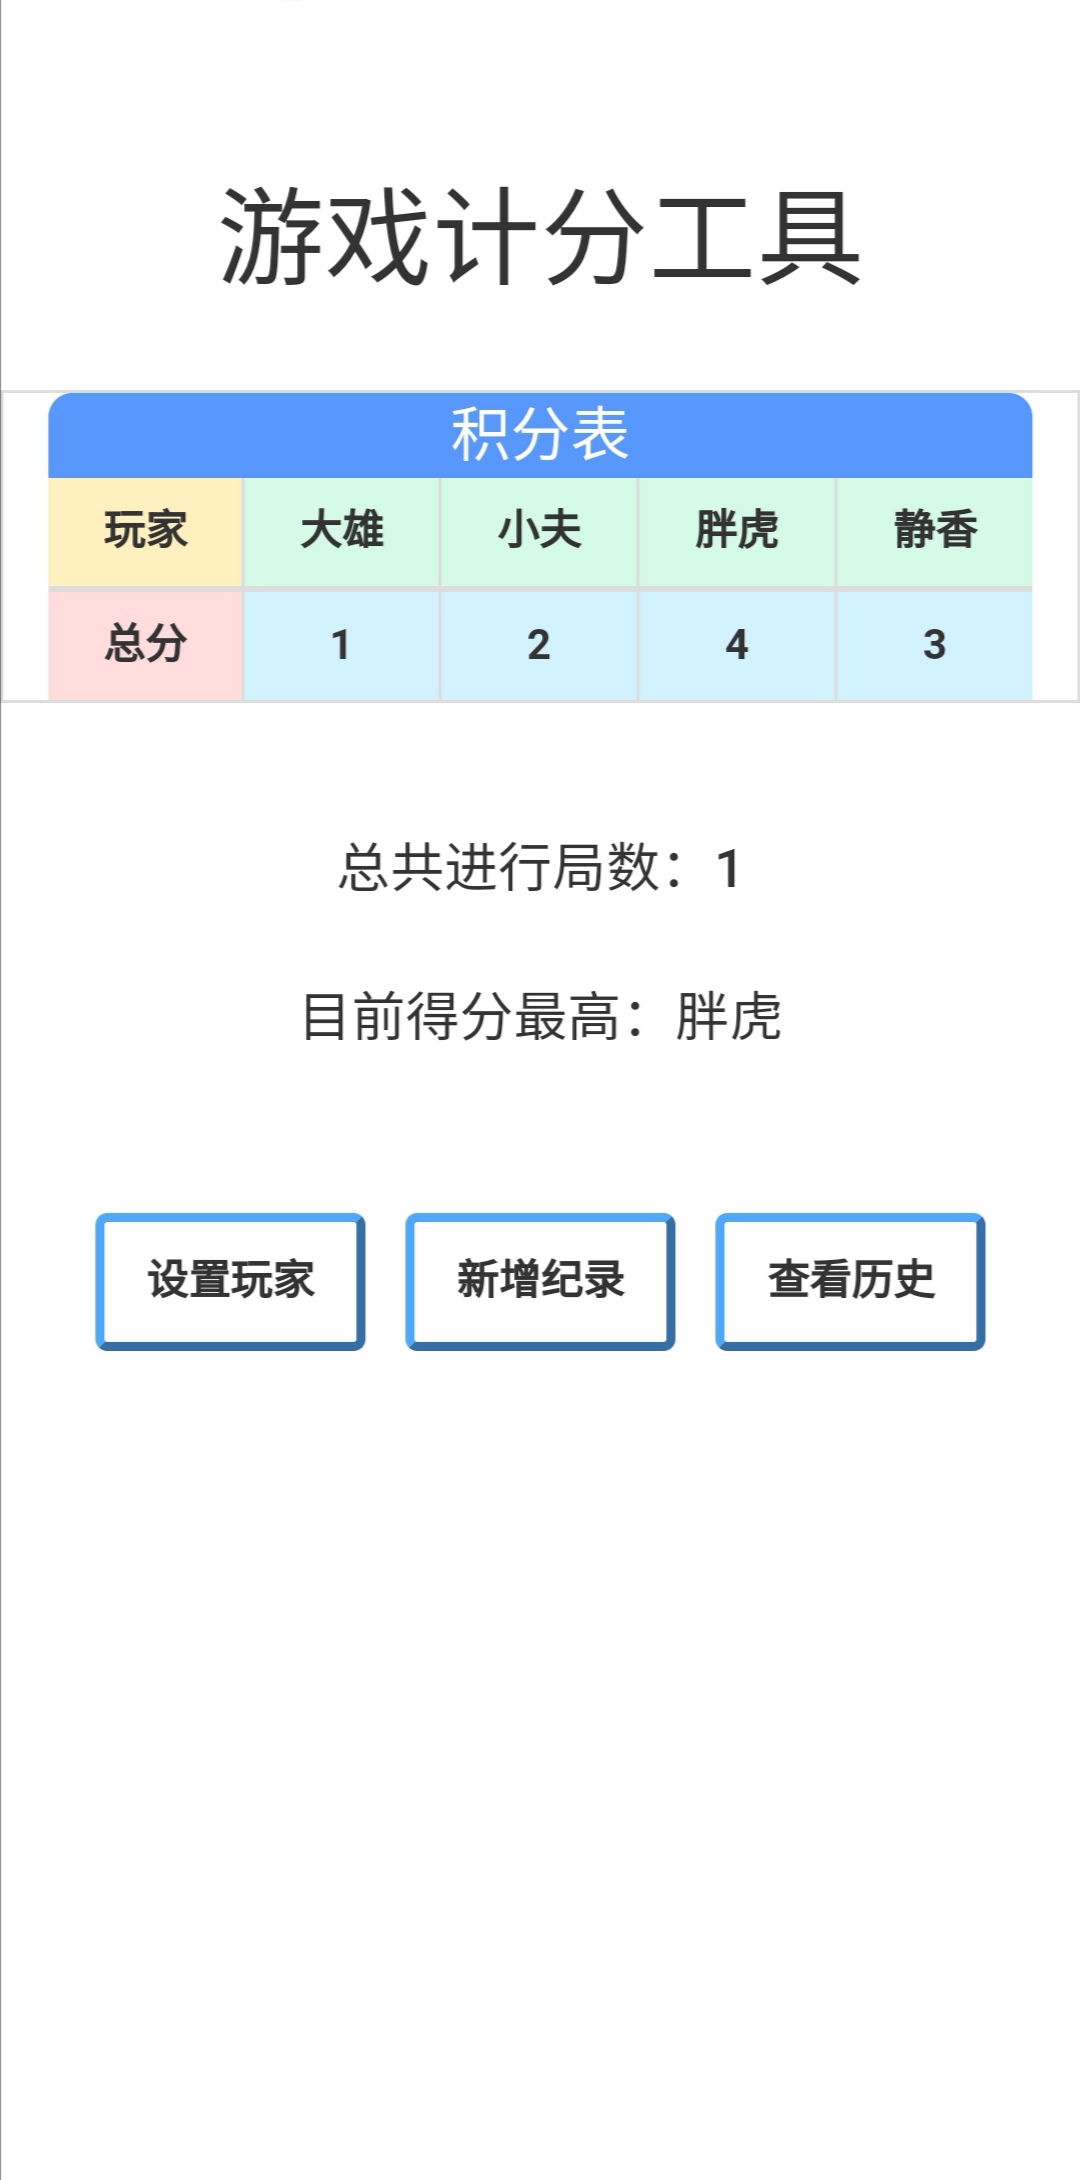 游戏计分工具
积分表
玩家 大雄 小夫 胖虎 静香
总分 1 2 4 3
总共进行局数：1
目前得分最高：胖虎
设置玩家 新增纪录 查看历史